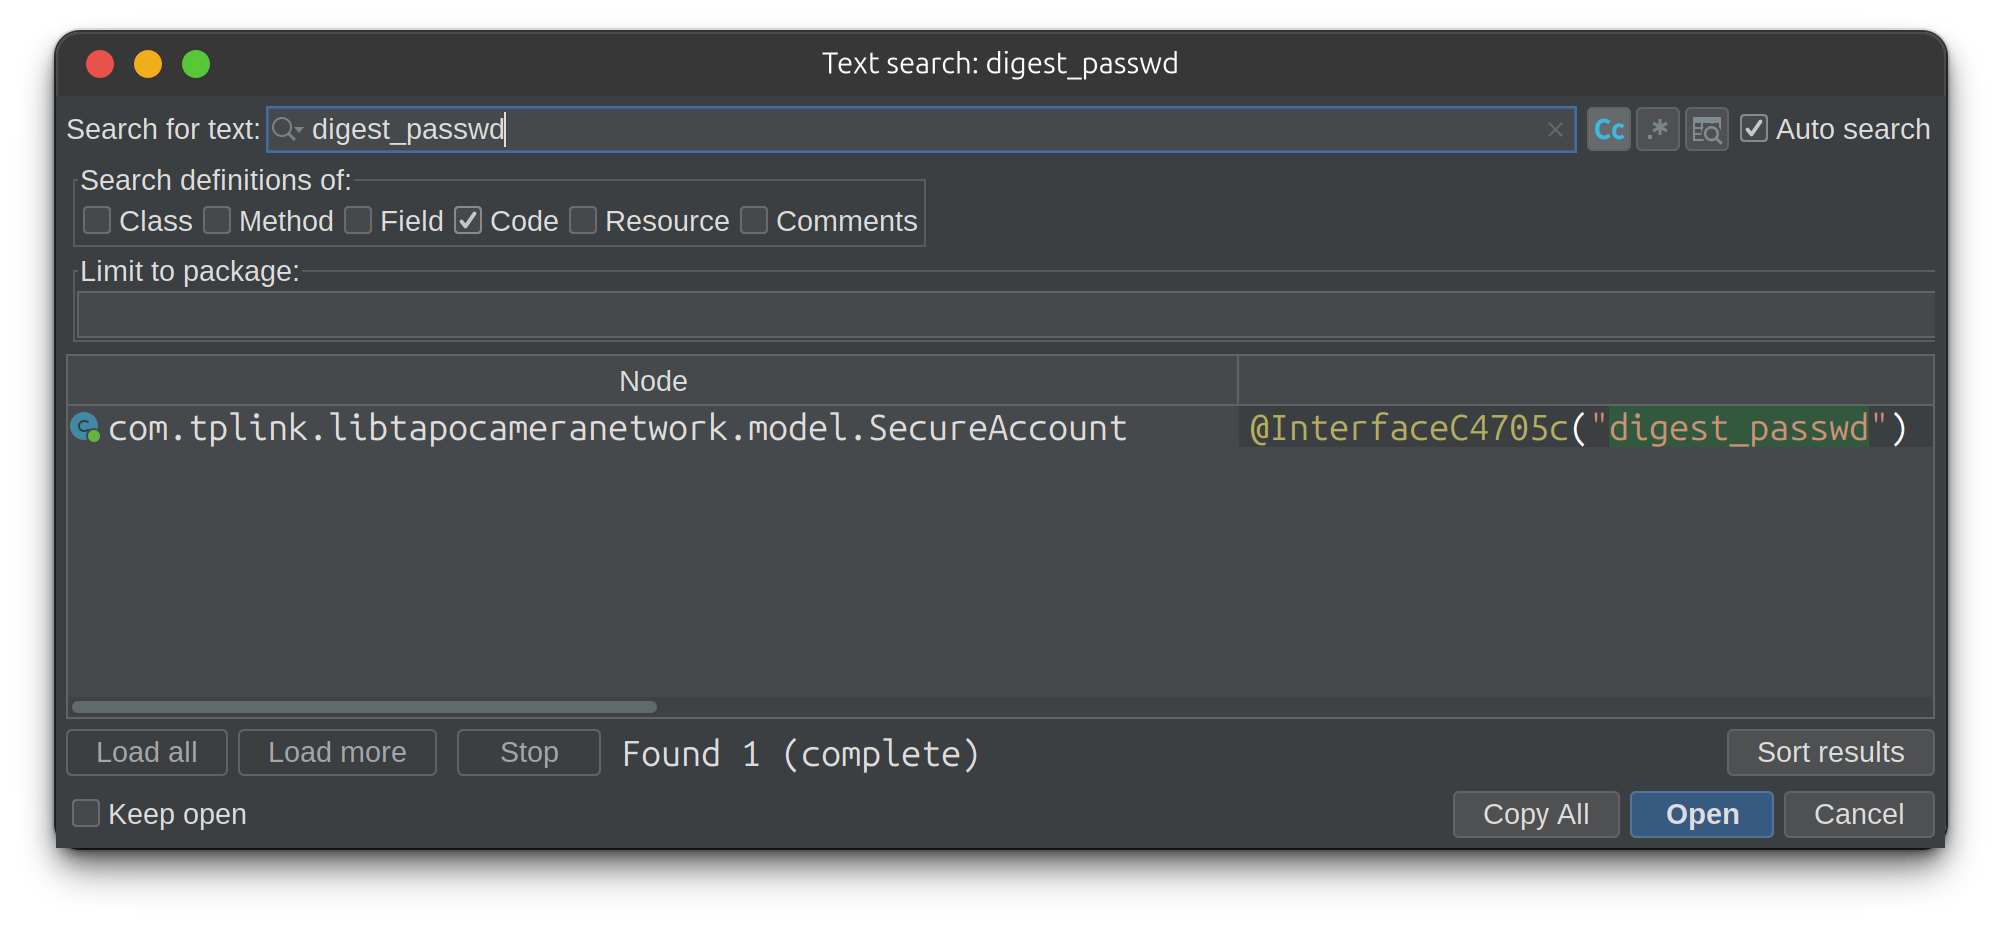 Text search: digest_passwd
Search for text: digest_passwd Cc .* Auto search
Search definitions of:
Class Method Field Code Resource Comments
Limit to package:
Node
com.tplink.libtapocameranetwork.model.SecureAccount @InterfaceC4705c("digest_passwd")
Load all Load more Stop Found 1 (complete) Sort results
Keep open Copy All Open Cancel